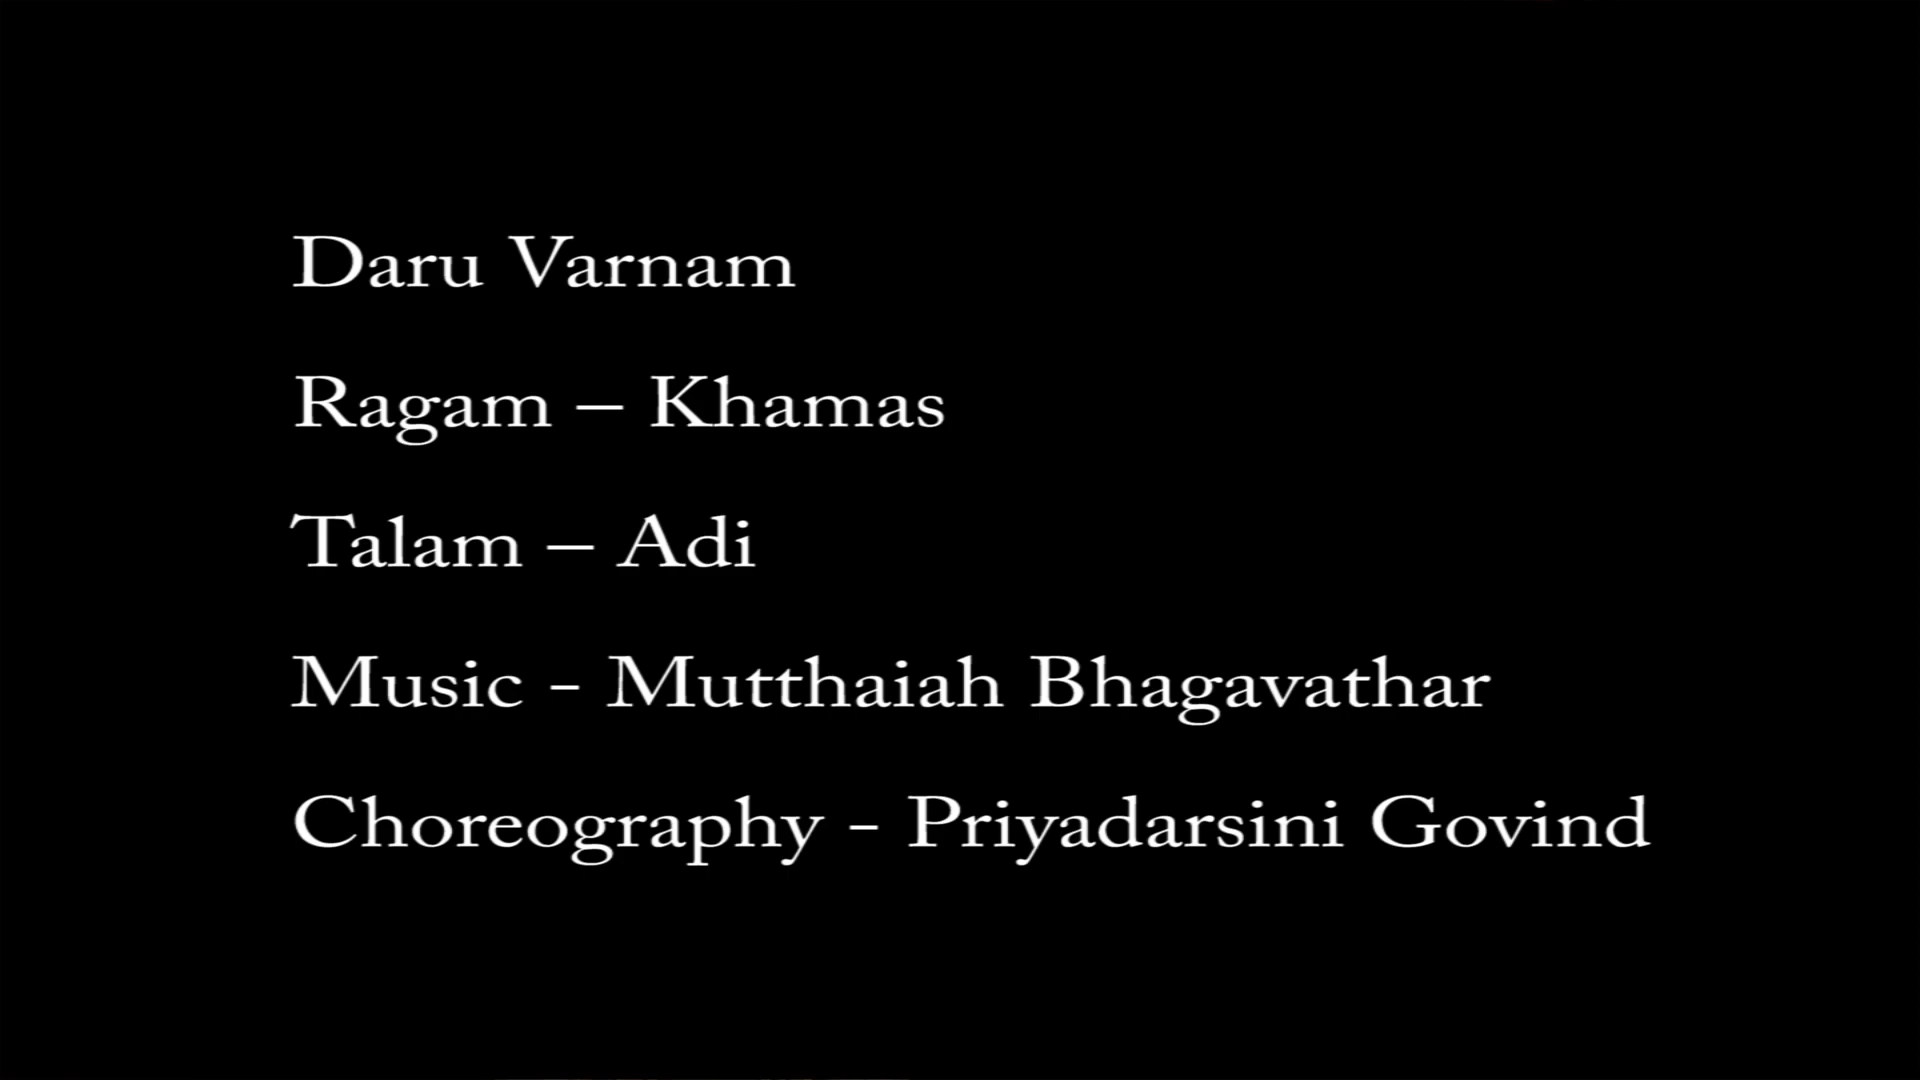 Daru Varnam
Ragam – Khamas
Talam – Adi
Music - Mutthaiah Bhagavathar
Choreography - Priyadarsini Govind